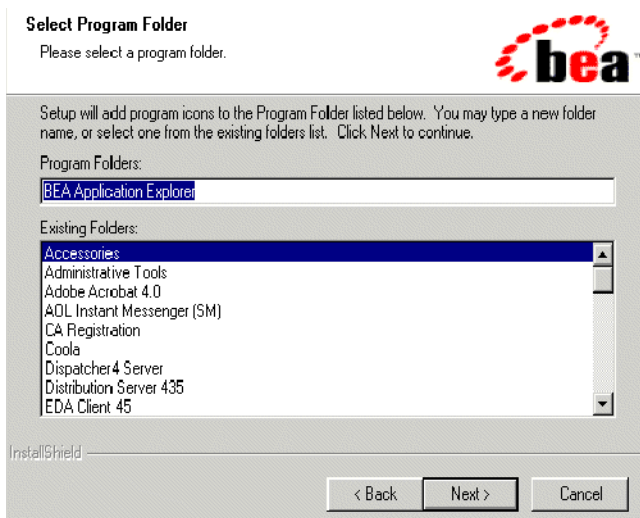 Select Program Folder
Please select a program folder.
bea
Setup will add program icons to the Program Folder listed below. You may type a new folder
name, or select one from the existing folders list. Click Next to continue.
Program Folders:
BEA Application Explorer
Existing Folders:
Accessories
Administrative Tools
Adobe Acrobat 4.0
AOL Instant Messenger (SM)
CA Registration
Coola
Dispatcher4 Server
Distribution Server 435
EDA Client 45
InstallShield
< Back
Next >
Cancel